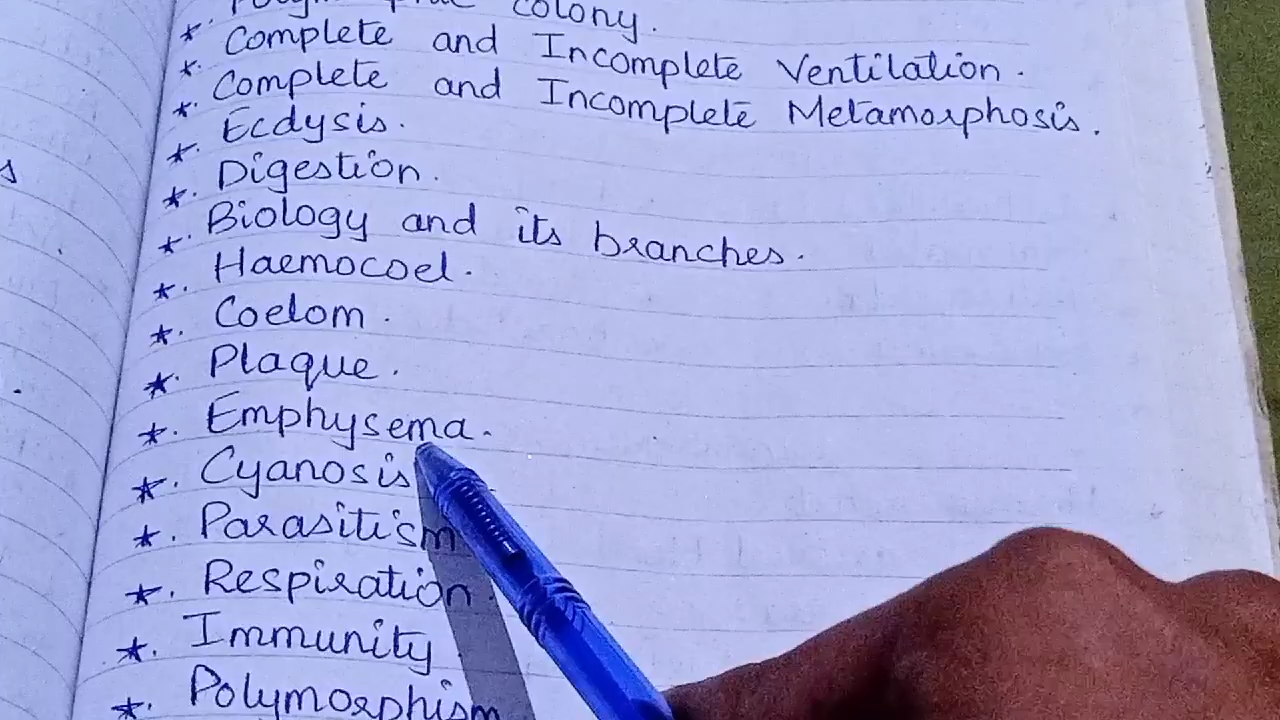 colony.
*. Complete and Incomplete Ventilation.
*. Complete and Incomplete Metamorphosis.
*. Ecdysis.
*. Digestion.
*. Biology and its branches.
*. Haemocoel.
*. Coelom.
*. Plaque.
*. Emphysema.
*. Cyanosis
*. Parasitism
*. Respiration
*. Immunity
*. Polymorphism